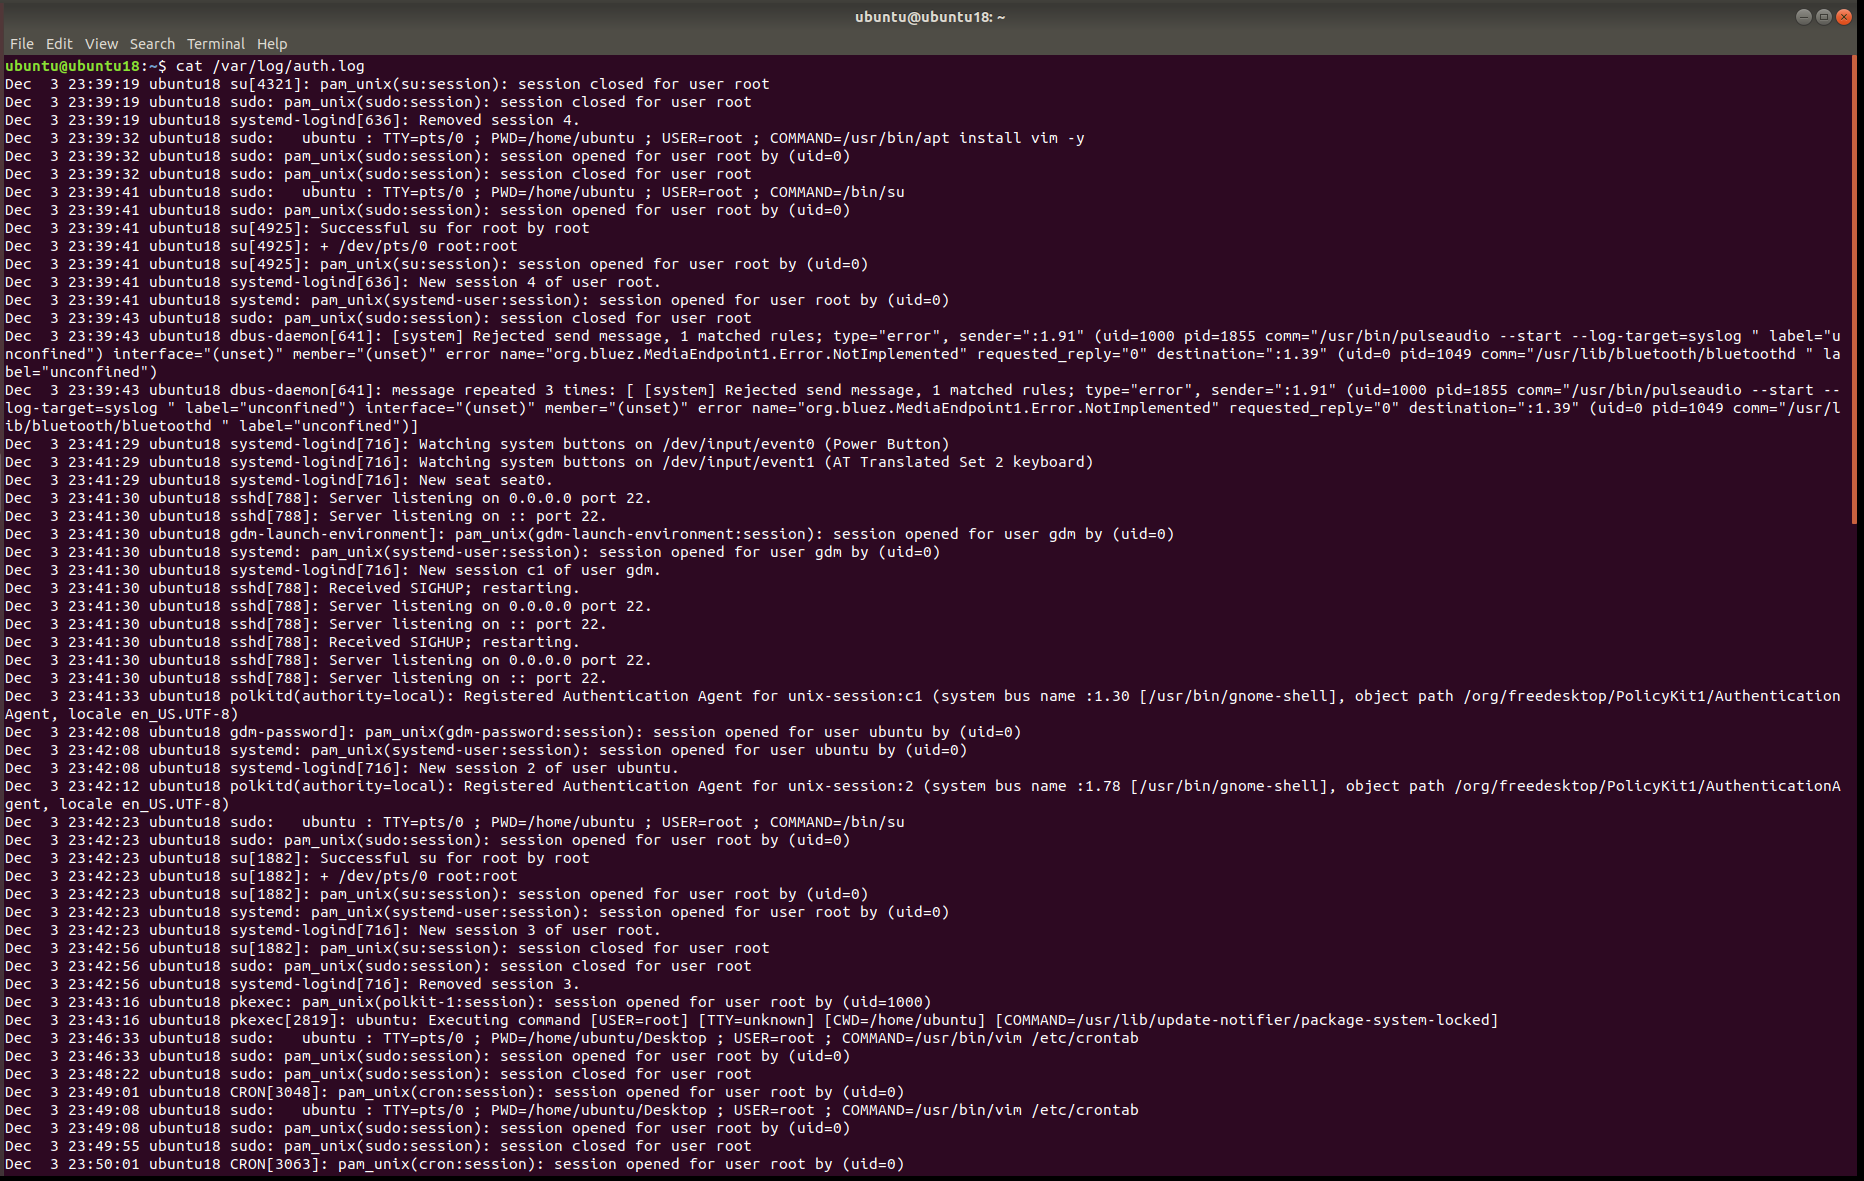 ubuntu@ubuntu18: ~
File Edit View Search Terminal Help
ubuntu@ubuntu18:~$ cat /var/log/auth.log
Dec  3 23:39:19 ubuntu18 su[4321]: pam_unix(su:session): session closed for user root
Dec  3 23:39:19 ubuntu18 sudo: pam_unix(sudo:session): session closed for user root
Dec  3 23:39:19 ubuntu18 systemd-logind[636]: Removed session 4.
Dec  3 23:39:32 ubuntu18 sudo:   ubuntu : TTY=pts/0 ; PWD=/home/ubuntu ; USER=root ; COMMAND=/usr/bin/apt install vim -y
Dec  3 23:39:32 ubuntu18 sudo: pam_unix(sudo:session): session opened for user root by (uid=0)
Dec  3 23:39:32 ubuntu18 sudo: pam_unix(sudo:session): session closed for user root
Dec  3 23:39:41 ubuntu18 sudo:   ubuntu : TTY=pts/0 ; PWD=/home/ubuntu ; USER=root ; COMMAND=/bin/su
Dec  3 23:39:41 ubuntu18 sudo: pam_unix(sudo:session): session opened for user root by (uid=0)
Dec  3 23:39:41 ubuntu18 su[4925]: Successful su for root by root
Dec  3 23:39:41 ubuntu18 su[4925]: + /dev/pts/0 root:root
Dec  3 23:39:41 ubuntu18 su[4925]: pam_unix(su:session): session opened for user root by (uid=0)
Dec  3 23:39:41 ubuntu18 systemd-logind[636]: New session 4 of user root.
Dec  3 23:39:41 ubuntu18 systemd: pam_unix(systemd-user:session): session opened for user root by (uid=0)
Dec  3 23:39:43 ubuntu18 sudo: pam_unix(sudo:session): session closed for user root
Dec  3 23:39:43 ubuntu18 dbus-daemon[641]: [system] Rejected send message, 1 matched rules; type="error", sender=":1.91" (uid=1000 pid=1855 comm="/usr/bin/pulseaudio --start --log-target=syslog " label="u
nconfined") interface="(unset)" member="(unset)" error name="org.bluez.MediaEndpoint1.Error.NotImplemented" requested_reply="0" destination=":1.39" (uid=0 pid=1049 comm="/usr/lib/bluetooth/bluetoothd " la
bel="unconfined")
Dec  3 23:39:43 ubuntu18 dbus-daemon[641]: message repeated 3 times: [ [system] Rejected send message, 1 matched rules; type="error", sender=":1.91" (uid=1000 pid=1855 comm="/usr/bin/pulseaudio --start --
log-target=syslog " label="unconfined") interface="(unset)" member="(unset)" error name="org.bluez.MediaEndpoint1.Error.NotImplemented" requested_reply="0" destination=":1.39" (uid=0 pid=1049 comm="/usr/l
ib/bluetooth/bluetoothd " label="unconfined")]
Dec  3 23:41:29 ubuntu18 systemd-logind[716]: Watching system buttons on /dev/input/event0 (Power Button)
Dec  3 23:41:29 ubuntu18 systemd-logind[716]: Watching system buttons on /dev/input/event1 (AT Translated Set 2 keyboard)
Dec  3 23:41:29 ubuntu18 systemd-logind[716]: New seat seat0.
Dec  3 23:41:30 ubuntu18 sshd[788]: Server listening on 0.0.0.0 port 22.
Dec  3 23:41:30 ubuntu18 sshd[788]: Server listening on :: port 22.
Dec  3 23:41:30 ubuntu18 gdm-launch-environment]: pam_unix(gdm-launch-environment:session): session opened for user gdm by (uid=0)
Dec  3 23:41:30 ubuntu18 systemd: pam_unix(systemd-user:session): session opened for user gdm by (uid=0)
Dec  3 23:41:30 ubuntu18 systemd-logind[716]: New session c1 of user gdm.
Dec  3 23:41:30 ubuntu18 sshd[788]: Received SIGHUP; restarting.
Dec  3 23:41:30 ubuntu18 sshd[788]: Server listening on 0.0.0.0 port 22.
Dec  3 23:41:30 ubuntu18 sshd[788]: Server listening on :: port 22.
Dec  3 23:41:30 ubuntu18 sshd[788]: Received SIGHUP; restarting.
Dec  3 23:41:30 ubuntu18 sshd[788]: Server listening on 0.0.0.0 port 22.
Dec  3 23:41:30 ubuntu18 sshd[788]: Server listening on :: port 22.
Dec  3 23:41:33 ubuntu18 polkitd(authority=local): Registered Authentication Agent for unix-session:c1 (system bus name :1.30 [/usr/bin/gnome-shell], object path /org/freedesktop/PolicyKit1/Authentication
Agent, locale en_US.UTF-8)
Dec  3 23:42:08 ubuntu18 gdm-password]: pam_unix(gdm-password:session): session opened for user ubuntu by (uid=0)
Dec  3 23:42:08 ubuntu18 systemd: pam_unix(systemd-user:session): session opened for user ubuntu by (uid=0)
Dec  3 23:42:08 ubuntu18 systemd-logind[716]: New session 2 of user ubuntu.
Dec  3 23:42:12 ubuntu18 polkitd(authority=local): Registered Authentication Agent for unix-session:2 (system bus name :1.78 [/usr/bin/gnome-shell], object path /org/freedesktop/PolicyKit1/AuthenticationA
gent, locale en_US.UTF-8)
Dec  3 23:42:23 ubuntu18 sudo:   ubuntu : TTY=pts/0 ; PWD=/home/ubuntu ; USER=root ; COMMAND=/bin/su
Dec  3 23:42:23 ubuntu18 sudo: pam_unix(sudo:session): session opened for user root by (uid=0)
Dec  3 23:42:23 ubuntu18 su[1882]: Successful su for root by root
Dec  3 23:42:23 ubuntu18 su[1882]: + /dev/pts/0 root:root
Dec  3 23:42:23 ubuntu18 su[1882]: pam_unix(su:session): session opened for user root by (uid=0)
Dec  3 23:42:23 ubuntu18 systemd: pam_unix(systemd-user:session): session opened for user root by (uid=0)
Dec  3 23:42:23 ubuntu18 systemd-logind[716]: New session 3 of user root.
Dec  3 23:42:56 ubuntu18 su[1882]: pam_unix(su:session): session closed for user root
Dec  3 23:42:56 ubuntu18 sudo: pam_unix(sudo:session): session closed for user root
Dec  3 23:42:56 ubuntu18 systemd-logind[716]: Removed session 3.
Dec  3 23:43:16 ubuntu18 pkexec: pam_unix(polkit-1:session): session opened for user root by (uid=1000)
Dec  3 23:43:16 ubuntu18 pkexec[2819]: ubuntu: Executing command [USER=root] [TTY=unknown] [CWD=/home/ubuntu] [COMMAND=/usr/lib/update-notifier/package-system-locked]
Dec  3 23:46:33 ubuntu18 sudo:   ubuntu : TTY=pts/0 ; PWD=/home/ubuntu/Desktop ; USER=root ; COMMAND=/usr/bin/vim /etc/crontab
Dec  3 23:46:33 ubuntu18 sudo: pam_unix(sudo:session): session opened for user root by (uid=0)
Dec  3 23:48:22 ubuntu18 sudo: pam_unix(sudo:session): session closed for user root
Dec  3 23:49:01 ubuntu18 CRON[3048]: pam_unix(cron:session): session opened for user root by (uid=0)
Dec  3 23:49:08 ubuntu18 sudo:   ubuntu : TTY=pts/0 ; PWD=/home/ubuntu/Desktop ; USER=root ; COMMAND=/usr/bin/vim /etc/crontab
Dec  3 23:49:08 ubuntu18 sudo: pam_unix(sudo:session): session opened for user root by (uid=0)
Dec  3 23:49:55 ubuntu18 sudo: pam_unix(sudo:session): session closed for user root
Dec  3 23:50:01 ubuntu18 CRON[3063]: pam_unix(cron:session): session opened for user root by (uid=0)